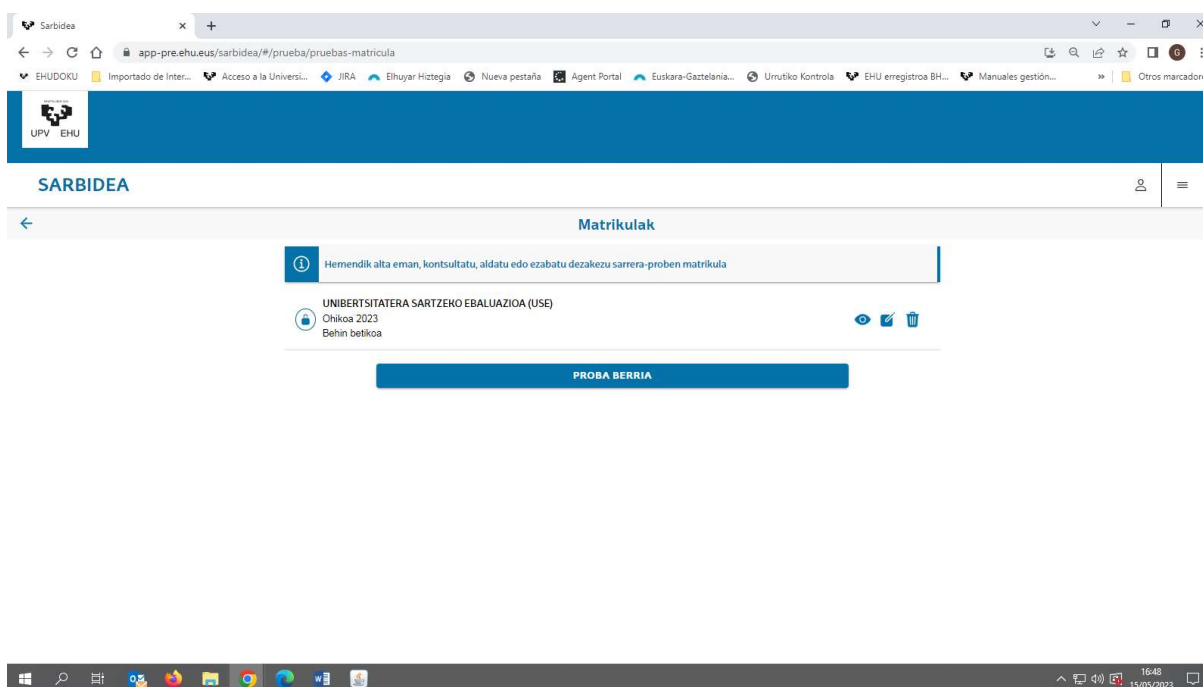 Sarbidea
app-pre.ehu.eus/sarbidea/#/prueba/pruebas-matricula
G
EHUDOKU Importado de Inter... Acceso a la Universi... JIRA Elhuyar Hiztegia Nueva pestaña Agent Portal Euskara-Gaztelania... Urrutiko Kontrola EHU erregistroa BH... Manuales gestión... » Otros marcadore
UPV EHU
SARBIDEA
Matrikulak
Hemendik alta eman, kontsultatu, aldatu edo ezabatu dezakezu sarrera-proben matrikula
UNIBERTSITATERA SARTZEKO EBALUAZIOA (USE)
Ohikoa 2023
Behin betikoa
PROBA BERRIA
16:48
15/05/2023